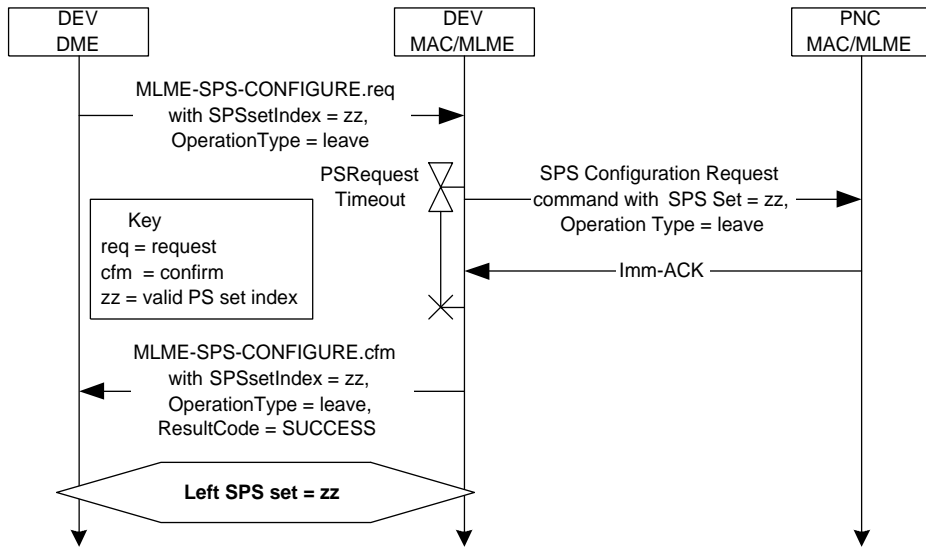 DEV
DME
DEV
MAC/MLME
PNC
MAC/MLME
MLME-SPS-CONFIGURE.req
with SPSsetIndex = zz,
OperationType = leave
PSRequest
Timeout
SPS Configuration Request
command with SPS Set = zz,
Operation Type = leave
Key
req = request
cfm = confirm
zz = valid PS set index
Imm-ACK
MLME-SPS-CONFIGURE.cfm
with SPSsetIndex = zz,
OperationType = leave,
ResultCode = SUCCESS
Left SPS set = zz